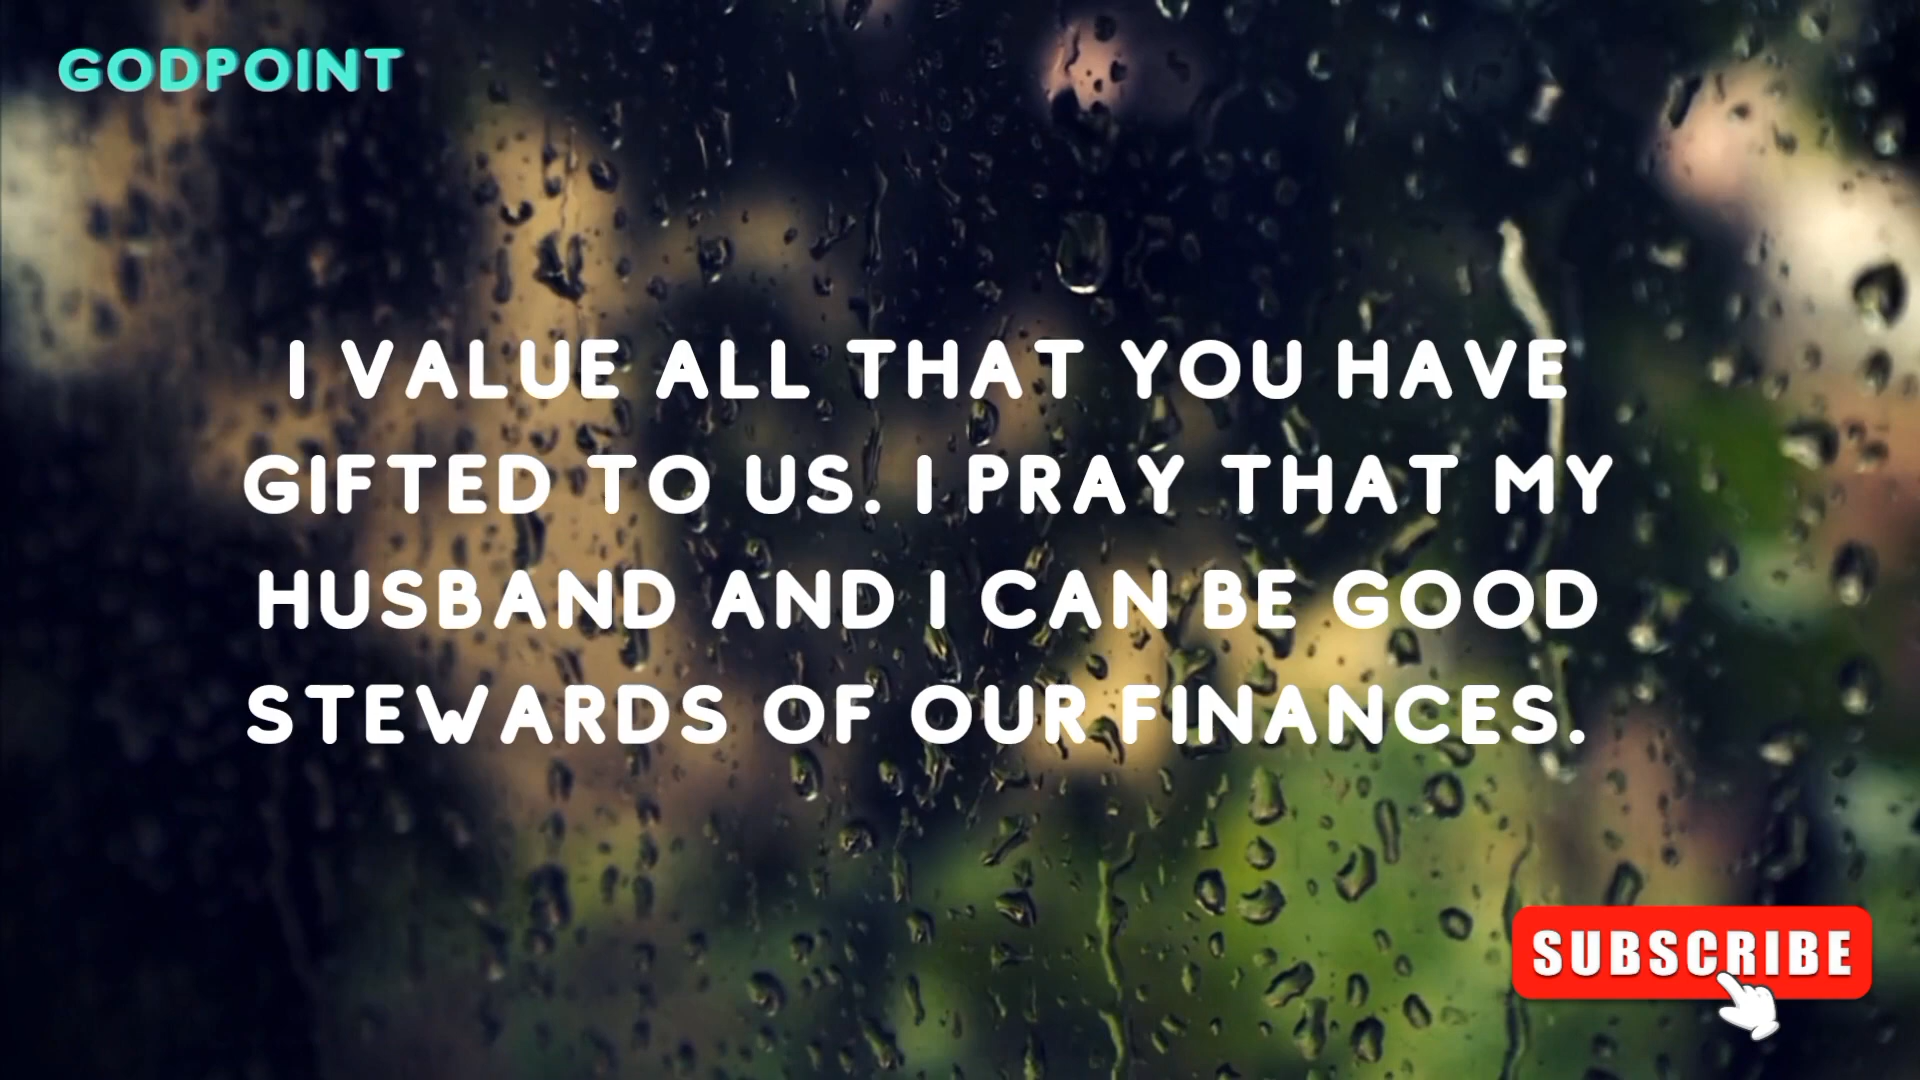 GODPOINT
I VALUE ALL THAT YOU HAVE
GIFTED TO US. I PRAY THAT MY
HUSBAND AND I CAN BE GOOD
STEWARDS OF OUR FINANCES.
SUBSCRIBE